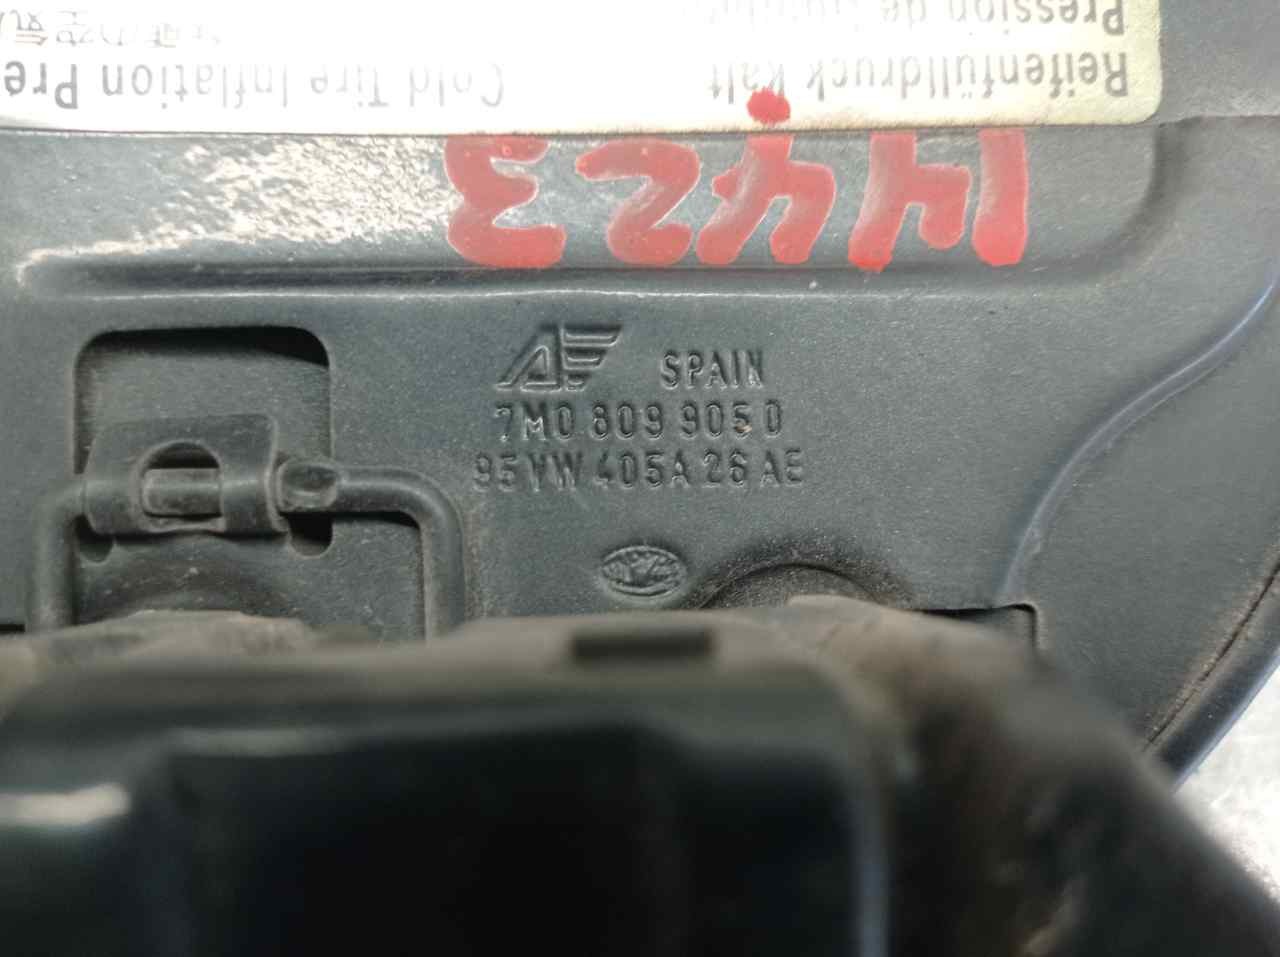 Pression de
Reifenfülldruck kalt Cold Tire Inflation Pre
14423
SPAIN
7M0 809 905 D
95VW 405A 26 AE